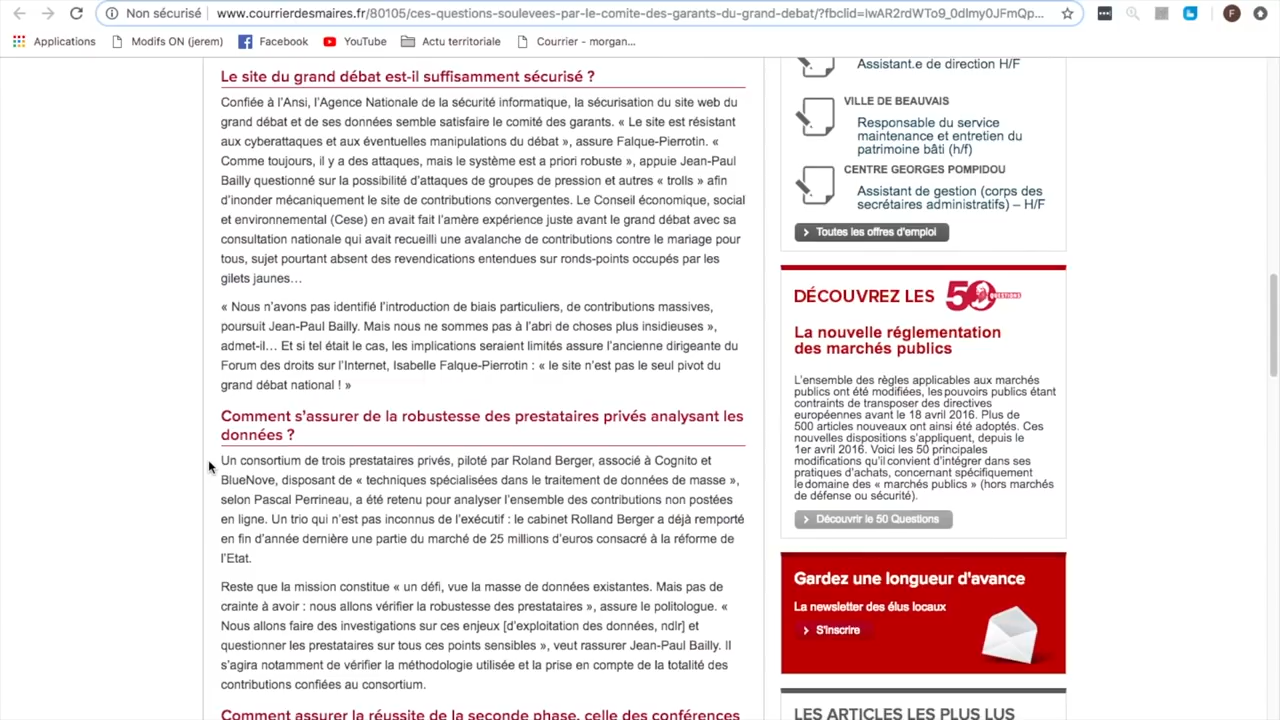 Non sécurisé
www.courrierdesmaires.fr/80105/ces-questions-soulevees-par-le-comite-des-garants-du-grand-debat/?fbclid=IwAR2rdWTo9_0dlmy0JFmQp...
F
Applications
Modifs ON (jerem)
Facebook
YouTube
Actu territoriale
Courrier - morgan...
Le site du grand débat est-il suffisamment sécurisé ?
Confiée à l'Ansi, l'Agence Nationale de la sécurité informatique, la sécurisation du site web du
grand débat et de ses données semble satisfaire le comité des garants. « Le site est résistant
aux cyberattaques et aux éventuelles manipulations du débat », assure Falque-Pierrotin. «
Comme toujours, il y a des attaques, mais le système est a priori robuste », appuie Jean-Paul
Bailly questionné sur la possibilité d'attaques de groupes de pression et autres « trolls » afin
d'inonder mécaniquement le site de contributions convergentes. Le Conseil économique, social
et environnemental (Cese) en avait fait l'amère expérience juste avant le grand débat avec sa
consultation nationale qui avait recueilli une avalanche de contributions contre le mariage pour
tous, sujet pourtant absent des revendications entendues sur ronds-points occupés par les
gilets jaunes…
« Nous n'avons pas identifié l'introduction de biais particuliers, de contributions massives,
poursuit Jean-Paul Bailly. Mais nous ne sommes pas à l'abri de choses plus insidieuses »,
admet-il… Et si tel était le cas, les implications seraient limités assure l'ancienne dirigeante du
Forum des droits sur l'Internet, Isabelle Falque-Pierrotin : « le site n'est pas le seul pivot du
grand débat national ! »
Comment s'assurer de la robustesse des prestataires privés analysant les
données ?
Un consortium de trois prestataires privés, piloté par Roland Berger, associé à Cognito et
BlueNove, disposant de « techniques spécialisées dans le traitement de données de masse »,
selon Pascal Perrineau, a été retenu pour analyser l'ensemble des contributions non postées
en ligne. Un trio qui n'est pas inconnus de l'exécutif : le cabinet Rolland Berger a déjà remporté
en fin d'année dernière une partie du marché de 25 millions d'euros consacré à la réforme de
l'Etat.
Reste que la mission constitue « un défi, vue la masse de données existantes. Mais pas de
crainte à avoir : nous allons vérifier la robustesse des prestataires », assure le politologue. «
Nous allons faire des investigations sur ces enjeux [d'exploitation des données, ndlr] et
questionner les prestataires sur tous ces points sensibles », veut rassurer Jean-Paul Bailly. Il
s'agira notamment de vérifier la méthodologie utilisée et la prise en compte de la totalité des
contributions confiées au consortium.
Comment assurer la réussite de la seconde phase, celle des conférences
Assistant.e de direction H/F
VILLE DE BEAUVAIS
Responsable du service
maintenance et entretien du
patrimoine bâti (h/f)
CENTRE GEORGES POMPIDOU
Assistant de gestion (corps des
secrétaires administratifs) – H/F
Toutes les offres d'emploi
DÉCOUVREZ LES 50 QUESTIONS
La nouvelle réglementation
des marchés publics
L'ensemble des règles applicables aux marchés
publics ont été modifiées, les pouvoirs publics étant
contraints de transposer des directives
européennes avant le 18 avril 2016. Plus de
500 articles nouveaux ont ainsi été adoptés. Ces
nouvelles dispositions s'appliquent, depuis le
1er avril 2016. Voici les 50 principales
modifications qu'il convient d'intégrer dans ses
pratiques d'achats, concernant spécifiquement
le domaine des « marchés publics » (hors marchés
de défense ou sécurité).
Découvrir le 50 Questions
Gardez une longueur d'avance
La newsletter des élus locaux
S'inscrire
LES ARTICLES LES PLUS LUS